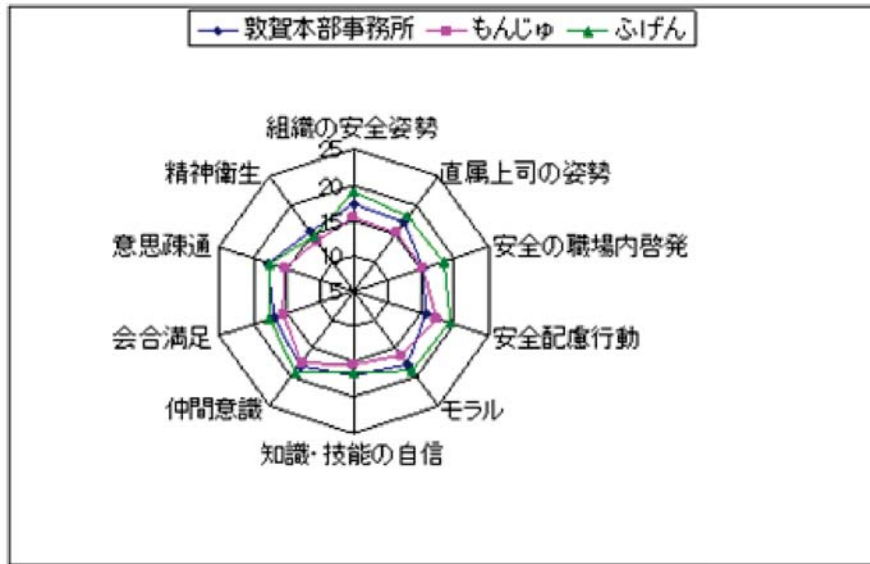 敦賀本部事務所 もんじゅ ふげん
組織の安全姿勢
25
精神衛生 20 直属上司の姿勢
15
意思疎通 10 安全の職場内啓発
5
会合満足 安全配慮行動
仲間意識 モラル
知識・技能の自信